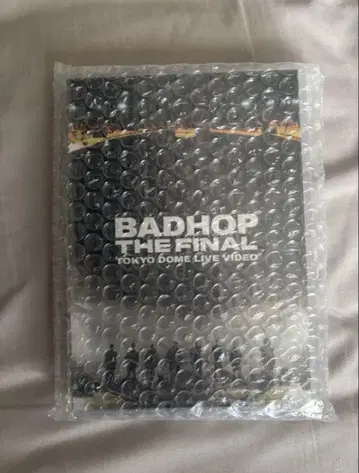 BADHOP
THE FINAL
TOKYO DOME LIVE VIDEO